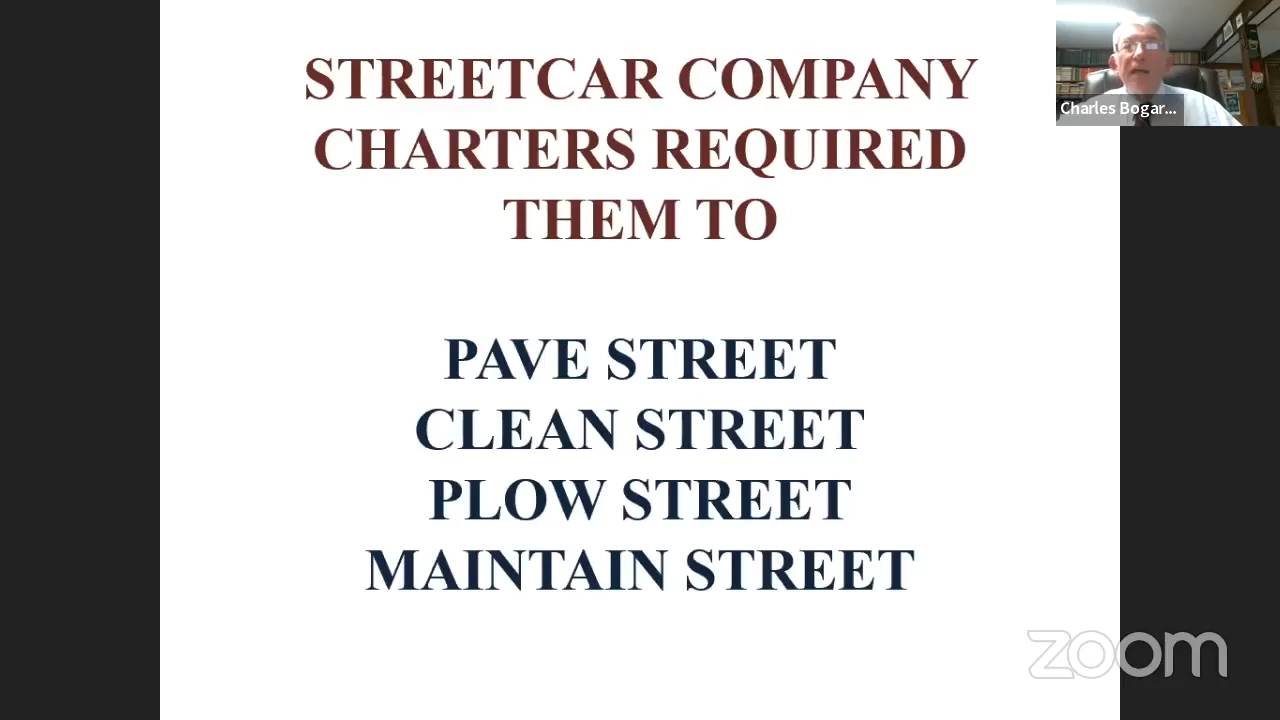 STREETCAR COMPANY
CHARTERS REQUIRED
THEM TO
PAVE STREET
CLEAN STREET
PLOW STREET
MAINTAIN STREET
Charles Bogar...
zoom